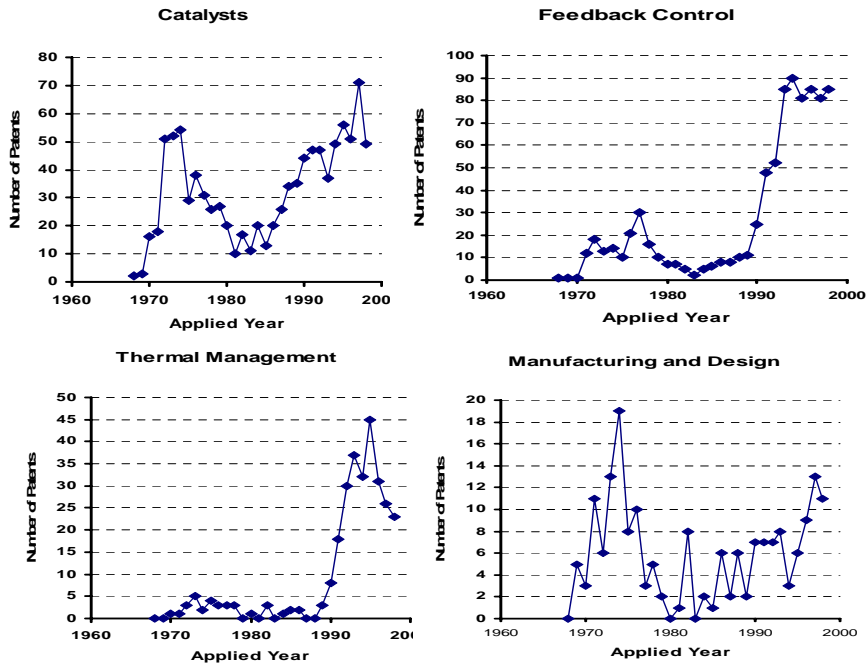 Catalysts
Number of Patents
80
70
60
50
40
30
20
10
0
1960 1970 1980 1990 200
Applied Year
Feedback Control
Number of Patents
100
90
80
70
60
50
40
30
20
10
0
1960 1970 1980 1990 2000
Applied Year
Thermal Management
Number of Patents
50
45
40
35
30
25
20
15
10
5
0
1960 1970 1980 1990 200
Applied Year
Manufacturing and Design
Number of Patents
20
18
16
14
12
10
8
6
4
2
0
1960 1970 1980 1990 2000
Applied Year